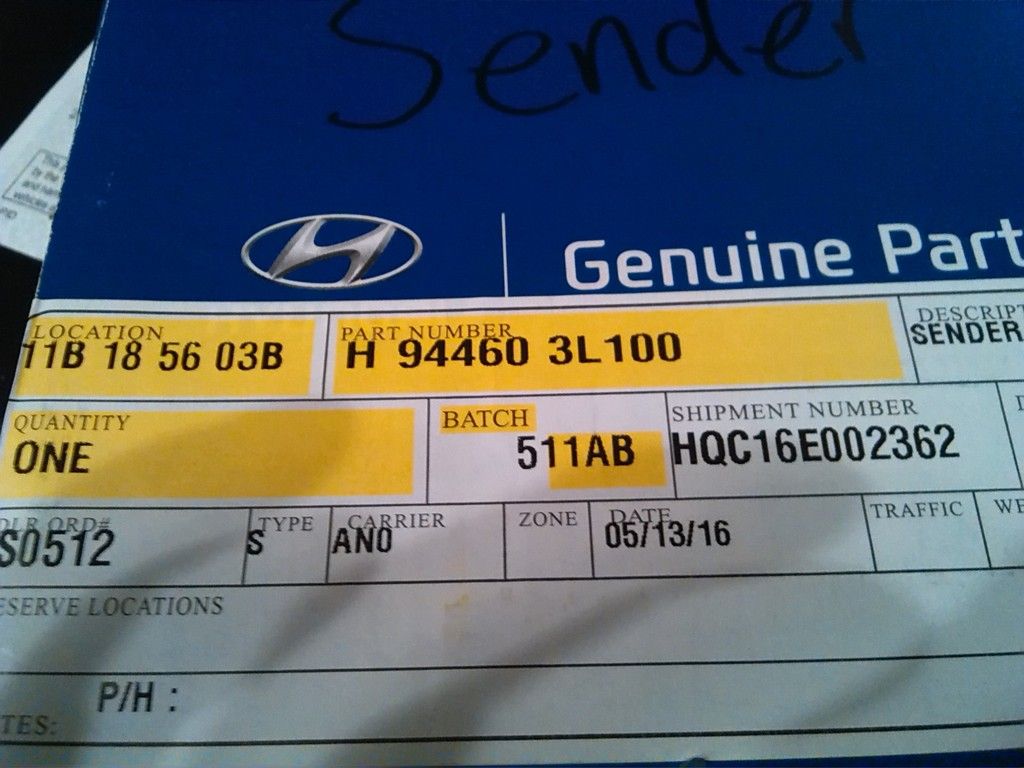 Sender
Genuine Part
LOCATION
11B 18 56 03B
PART NUMBER
H 94460 3L100
DESCRIPT
SENDER
QUANTITY
ONE
BATCH
511AB
SHIPMENT NUMBER
HQC16E002362
DLR ORD#
S0512
TYPE
S
CARRIER
ANO
ZONE
DATE
05/13/16
TRAFFIC
WE
ESERVE LOCATIONS
P/H :
TES: